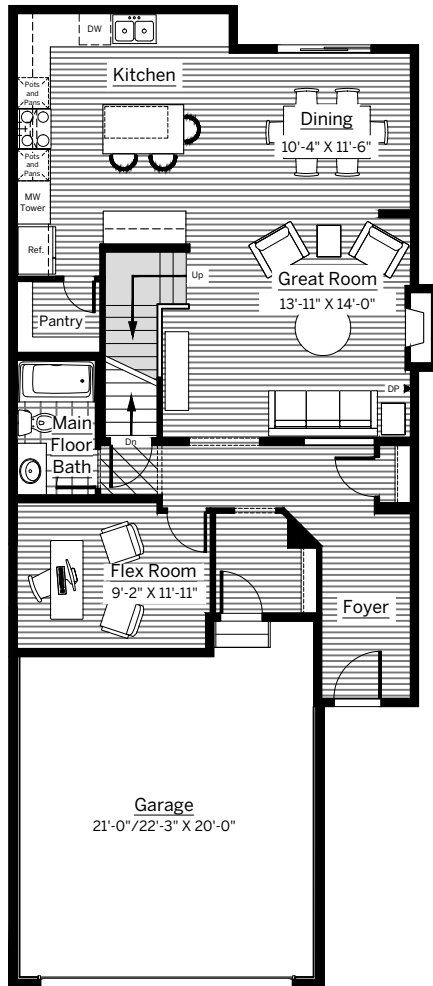 DW
Kitchen
Pots
and
Pans
Dining
10'-4" X 11'-6"
Pots
and
Pans
MW
Tower
Ref.
Up
Great Room
13'-11" X 14'-0"
Pantry
DP
Main
Floor
Bath
Dn
Flex Room
9'-2" X 11'-11"
Foyer
Garage
21'-0"/22'-3" X 20'-0"